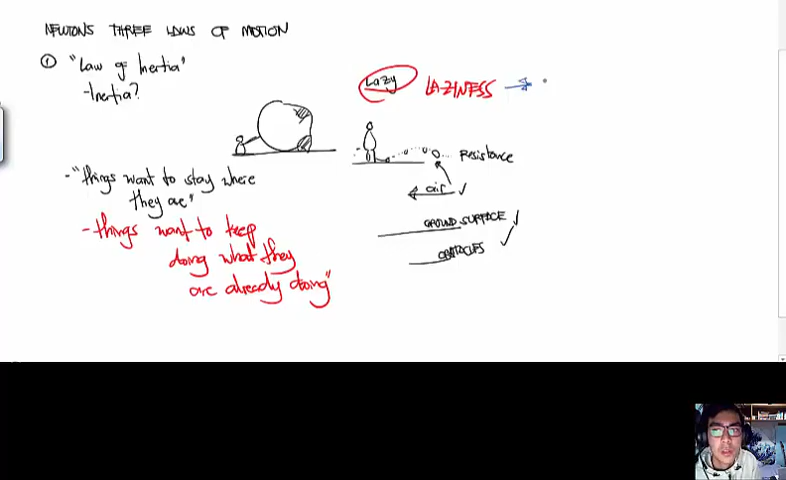 NEWTONS THREE LAWS OF MOTION
① "Law of Inertia"
-Inertia?
Lazy
LAZINESS →
Resistance
← air ✓
GROUND SURFACE ✓
OBSTACLES ✓
-"things want to stay where
they are"
-things want to keep
doing what they
are already doing"